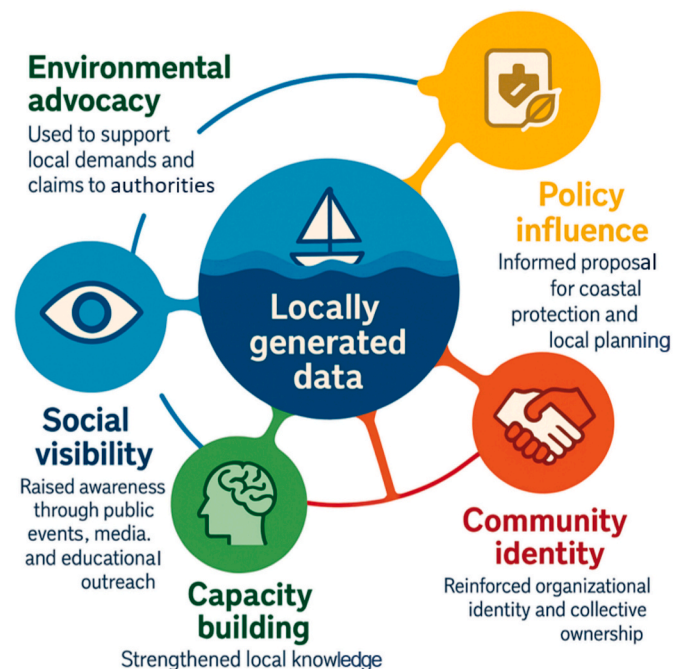 Environmental
advocacy
Used to support
local demands and
claims to authorities
Policy
influence
Informed proposal
for coastal
protection and
local planning
Locally
generated
data
Social
visibility
Raised awareness
through public
events, media.
and educational
outreach
Community
identity
Reinforced organizational
identity and collective
ownership
Capacity
building
Strengthened local knowledge